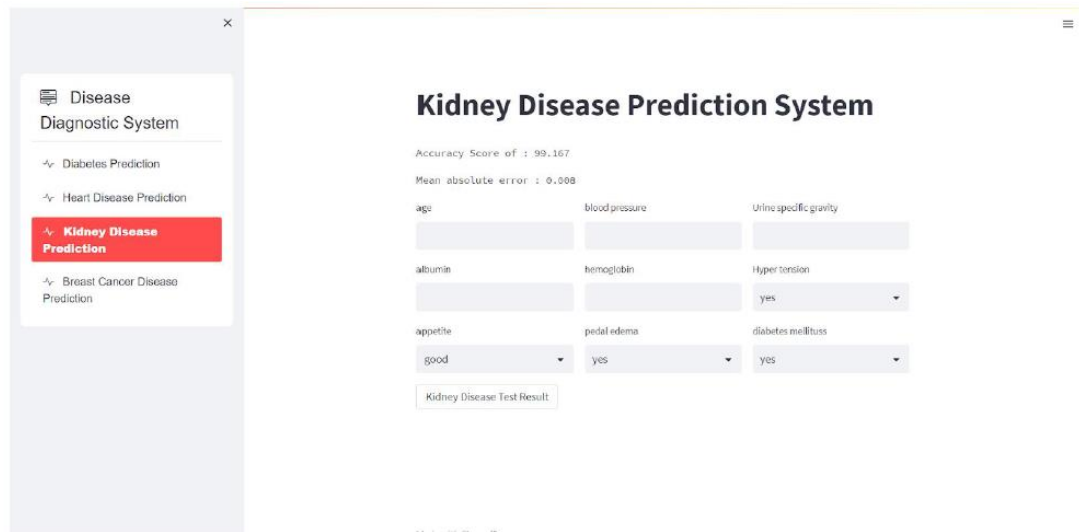 Disease
Diagnostic System
Diabetes Prediction
Heart Disease Prediction
Kidney Disease
Prediction
Breast Cancer Disease
Prediction
Kidney Disease Prediction System
Accuracy Score of : 99.167
Mean absolute error : 0.008
age blood pressure Urine specific gravity
albumin hemoglobin Hyper tension
yes
appetite pedal edema diabetes mellituss
good yes yes
Kidney Disease Test Result